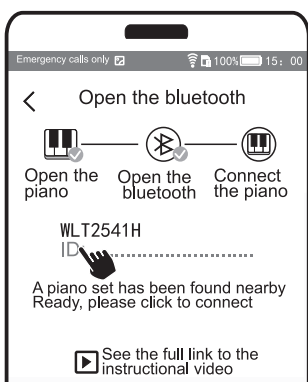 Emergency calls only 100% 15：00
Open the bluetooth
Open the piano
Open the bluetooth
Connect the piano
WLT2541H
ID
A piano set has been found nearby
Ready, please click to connect
See the full link to the
instructional video